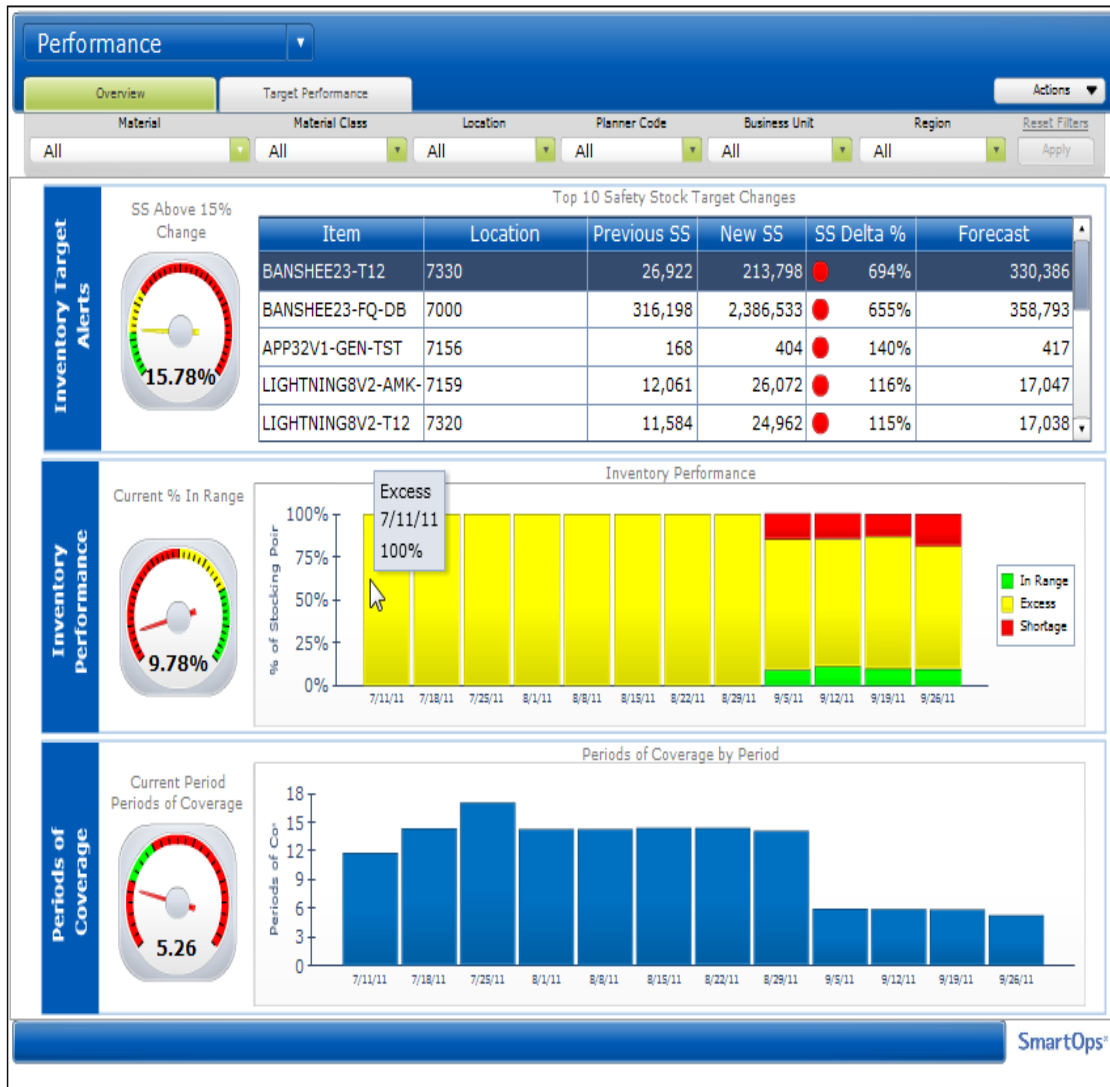 Performance
Overview
Target Performance
Actions
Material
Material Class
Location
Planner Code
Business Unit
Region
Reset Filters
All
All
All
All
All
All
Apply
Inventory Target
Alerts
SS Above 15%
Change
15.78%
Top 10 Safety Stock Target Changes
Item Location Previous SS New SS SS Delta % Forecast
BANSHEE23-T12 7330 26,922 213,798 694% 330,386
BANSHEE23-FQ-DB 7000 316,198 2,386,533 655% 358,793
APP32V1-GEN-TST 7156 168 404 140% 417
LIGHTNING8V2-AMK- 7159 12,061 26,072 116% 17,047
LIGHTNING8V2-T12 7320 11,584 24,962 115% 17,038
Inventory
Performance
Current % In Range
9.78%
Inventory Performance
% of Stocking Poir
100%
75%
50%
25%
0%
Excess
7/11/11
100%
7/11/11 7/18/11 7/25/11 8/1/11 8/8/11 8/15/11 8/22/11 8/29/11 9/5/11 9/12/11 9/19/11 9/26/11
In Range
Excess
Shortage
Periods of
Coverage
Current Period
Periods of Coverage
5.26
Periods of Coverage by Period
Periods of Co
18
15
12
9
6
3
0
7/11/11 7/18/11 7/25/11 8/1/11 8/8/11 8/15/11 8/22/11 8/29/11 9/5/11 9/12/11 9/19/11 9/26/11
SmartOps